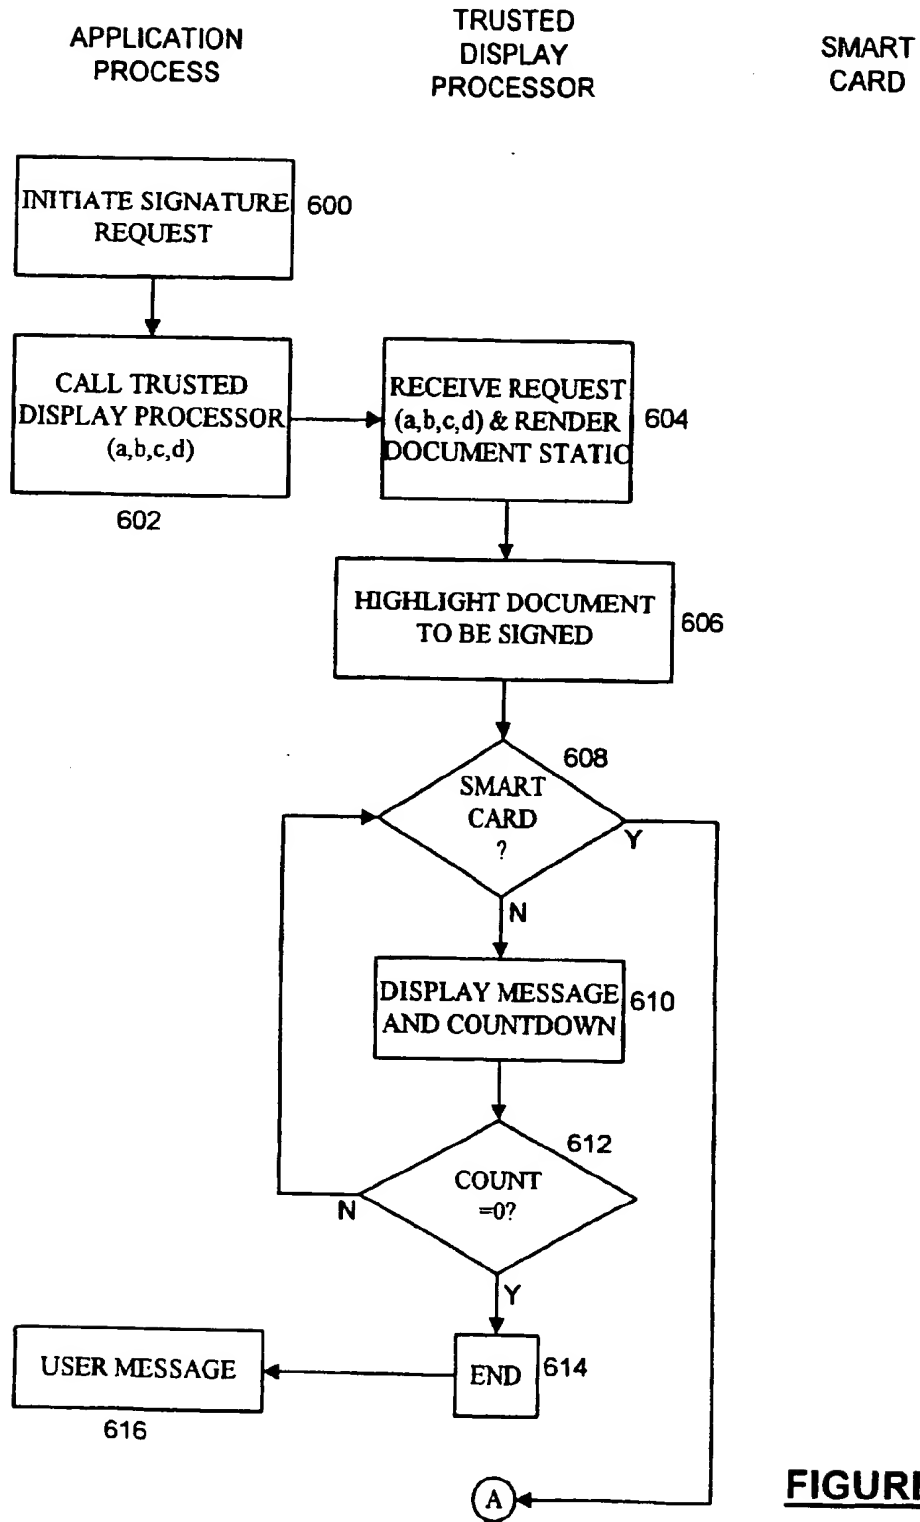 APPLICATION
PROCESS
TRUSTED
DISPLAY
PROCESSOR
SMART
CARD
INITIATE SIGNATURE
REQUEST
600
CALL TRUSTED
DISPLAY PROCESSOR
(a,b,c,d)
602
RECEIVE REQUEST
(a,b,c,d) & RENDER
DOCUMENT STATIC
604
HIGHLIGHT DOCUMENT
TO BE SIGNED
606
608
SMART
CARD
?
Y
N
DISPLAY MESSAGE
AND COUNTDOWN
610
612
COUNT
=0?
N
Y
USER MESSAGE
616
END
614
A
FIGURE